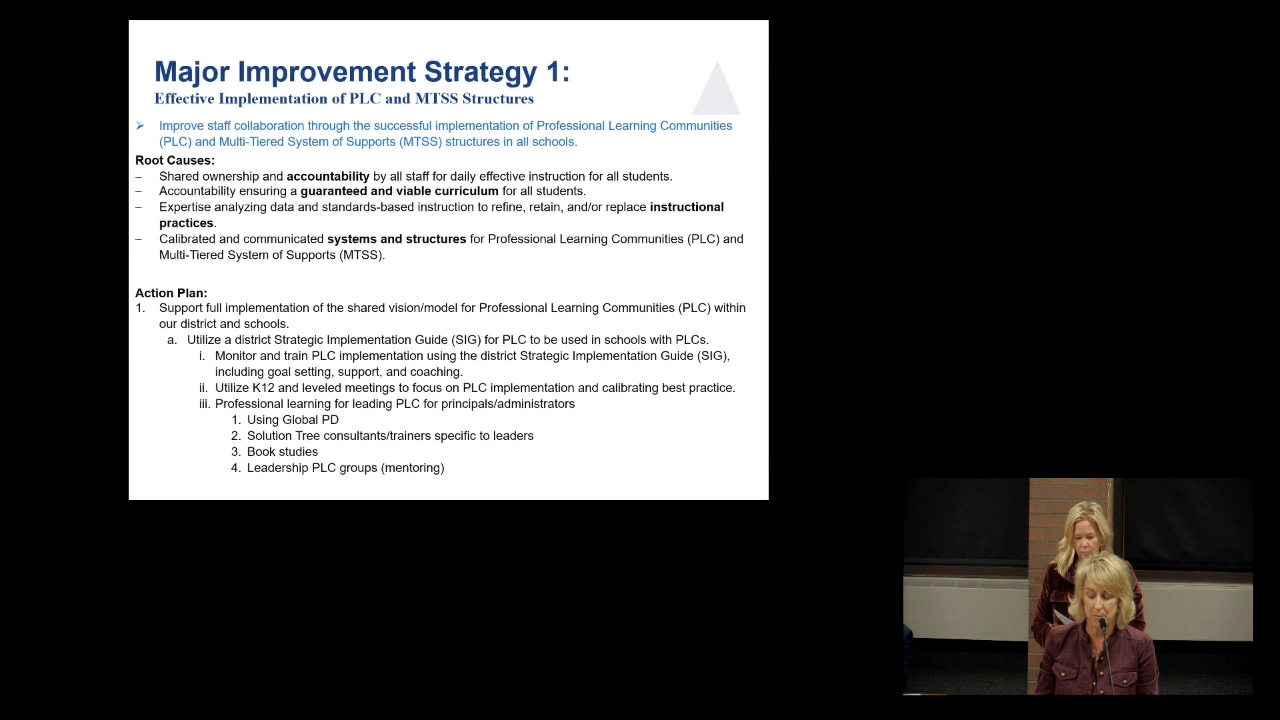 Major Improvement Strategy 1:
Effective Implementation of PLC and MTSS Structures
➢ Improve staff collaboration through the successful implementation of Professional Learning Communities
(PLC) and Multi-Tiered System of Supports (MTSS) structures in all schools.
Root Causes:
– Shared ownership and accountability by all staff for daily effective instruction for all students.
– Accountability ensuring a guaranteed and viable curriculum for all students.
– Expertise analyzing data and standards-based instruction to refine, retain, and/or replace instructional
practices.
– Calibrated and communicated systems and structures for Professional Learning Communities (PLC) and
Multi-Tiered System of Supports (MTSS).
Action Plan:
1. Support full implementation of the shared vision/model for Professional Learning Communities (PLC) within
our district and schools.
a. Utilize a district Strategic Implementation Guide (SIG) for PLC to be used in schools with PLCs.
i. Monitor and train PLC implementation using the district Strategic Implementation Guide (SIG),
including goal setting, support, and coaching.
ii. Utilize K12 and leveled meetings to focus on PLC implementation and calibrating best practice.
iii. Professional learning for leading PLC for principals/administrators
1. Using Global PD
2. Solution Tree consultants/trainers specific to leaders
3. Book studies
4. Leadership PLC groups (mentoring)